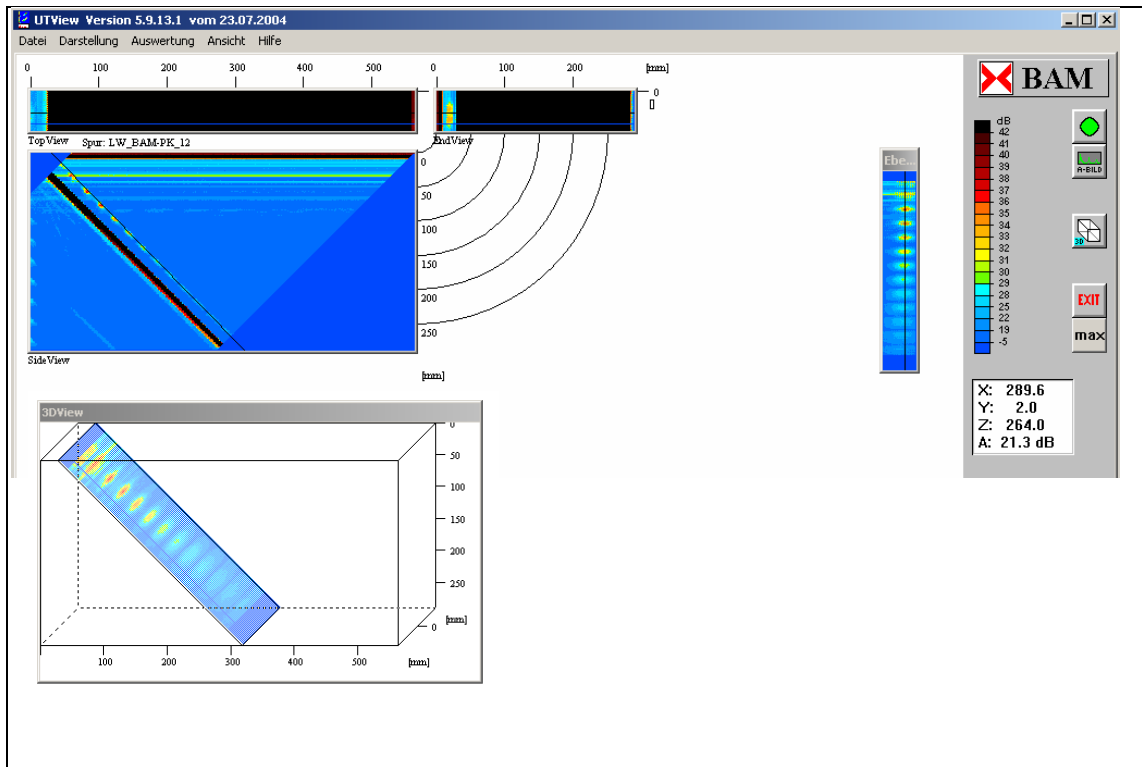 UTView Version 5.9.13.1 vom 23.07.2004
Datei Darstellung Auswertung Ansicht Hilfe
0 100 200 300 400 500
0 100 200 [mm]
0
TopView Spur: LW_BAM-PK_12
EndView
0
50
100
150
200
250
SideView
[mm]
Ebe...
BAM
dB
42
41
40
39
38
37
36
35
34
33
32
31
30
29
28
25
22
19
-5
A-BILD
3D
EXIT
max
X: 289.6
Y: 2.0
Z: 264.0
A: 21.3 dB
3DView
0
50
100
150
200
250
0 [mm]
100 200 300 400 500 [mm]